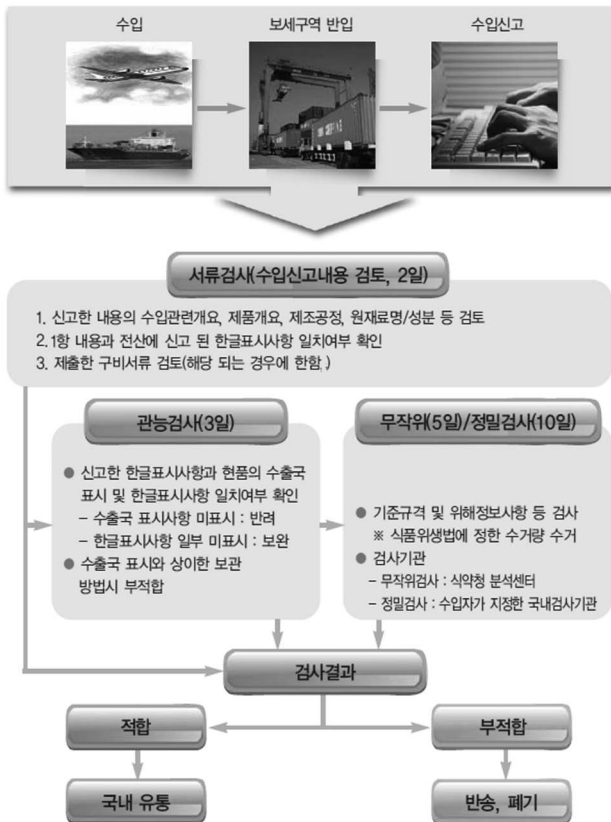 수입
보세구역 반입
수입신고
서류검사(수입신고내용 검토, 2일)
1. 신고한 내용의 수입관련개요, 제품개요, 제조공정, 원재료명/성분 등 검토
2. 1항 내용과 전산에 신고 된 한글표시사항 일치여부 확인
3. 제출한 구비서류 검토(해당 되는 경우에 한함.)
관능검사(3일)
● 신고한 한글표시사항과 현품의 수출국
표시 및 한글표시사항 일치여부 확인
– 수출국 표시사항 미표시 : 반려
– 한글표시사항 일부 미표시 : 보완
● 수출국 표시와 상이한 보관
방법시 부적합
무작위(5일)/정밀검사(10일)
● 기준규격 및 위해정보사항 등 검사
※ 식품위생법에 정한 수거량 수거
● 검사기관
– 무작위검사 : 식약청 분석센터
– 정밀검사 : 수입자가 지정한 국내검사기관
검사결과
적합
부적합
국내 유통
반송, 폐기